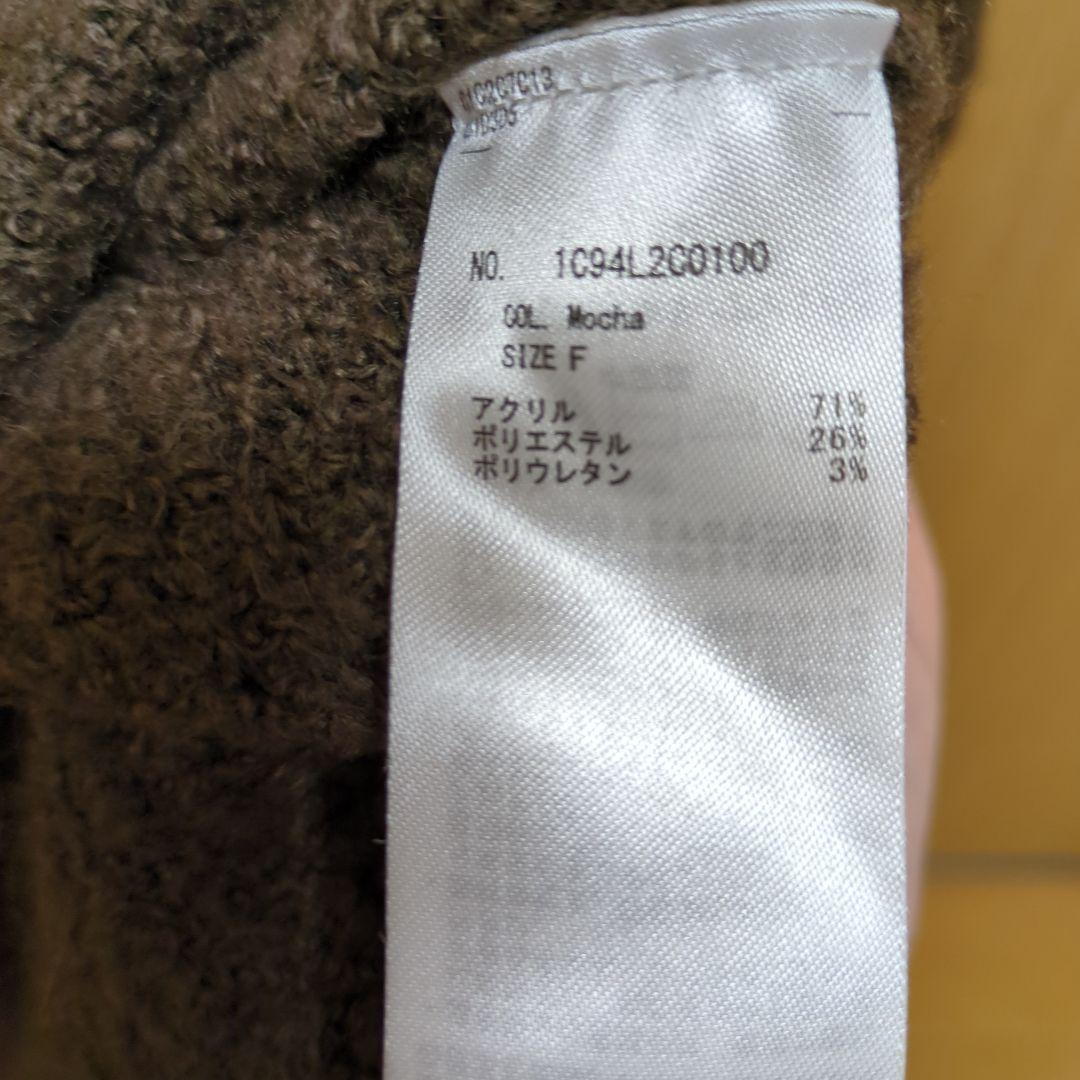 NO. 1C94L2C0100
COL. Mocha
SIZE F
アクリル 71%
ポリエステル 26%
ポリウレタン 3%